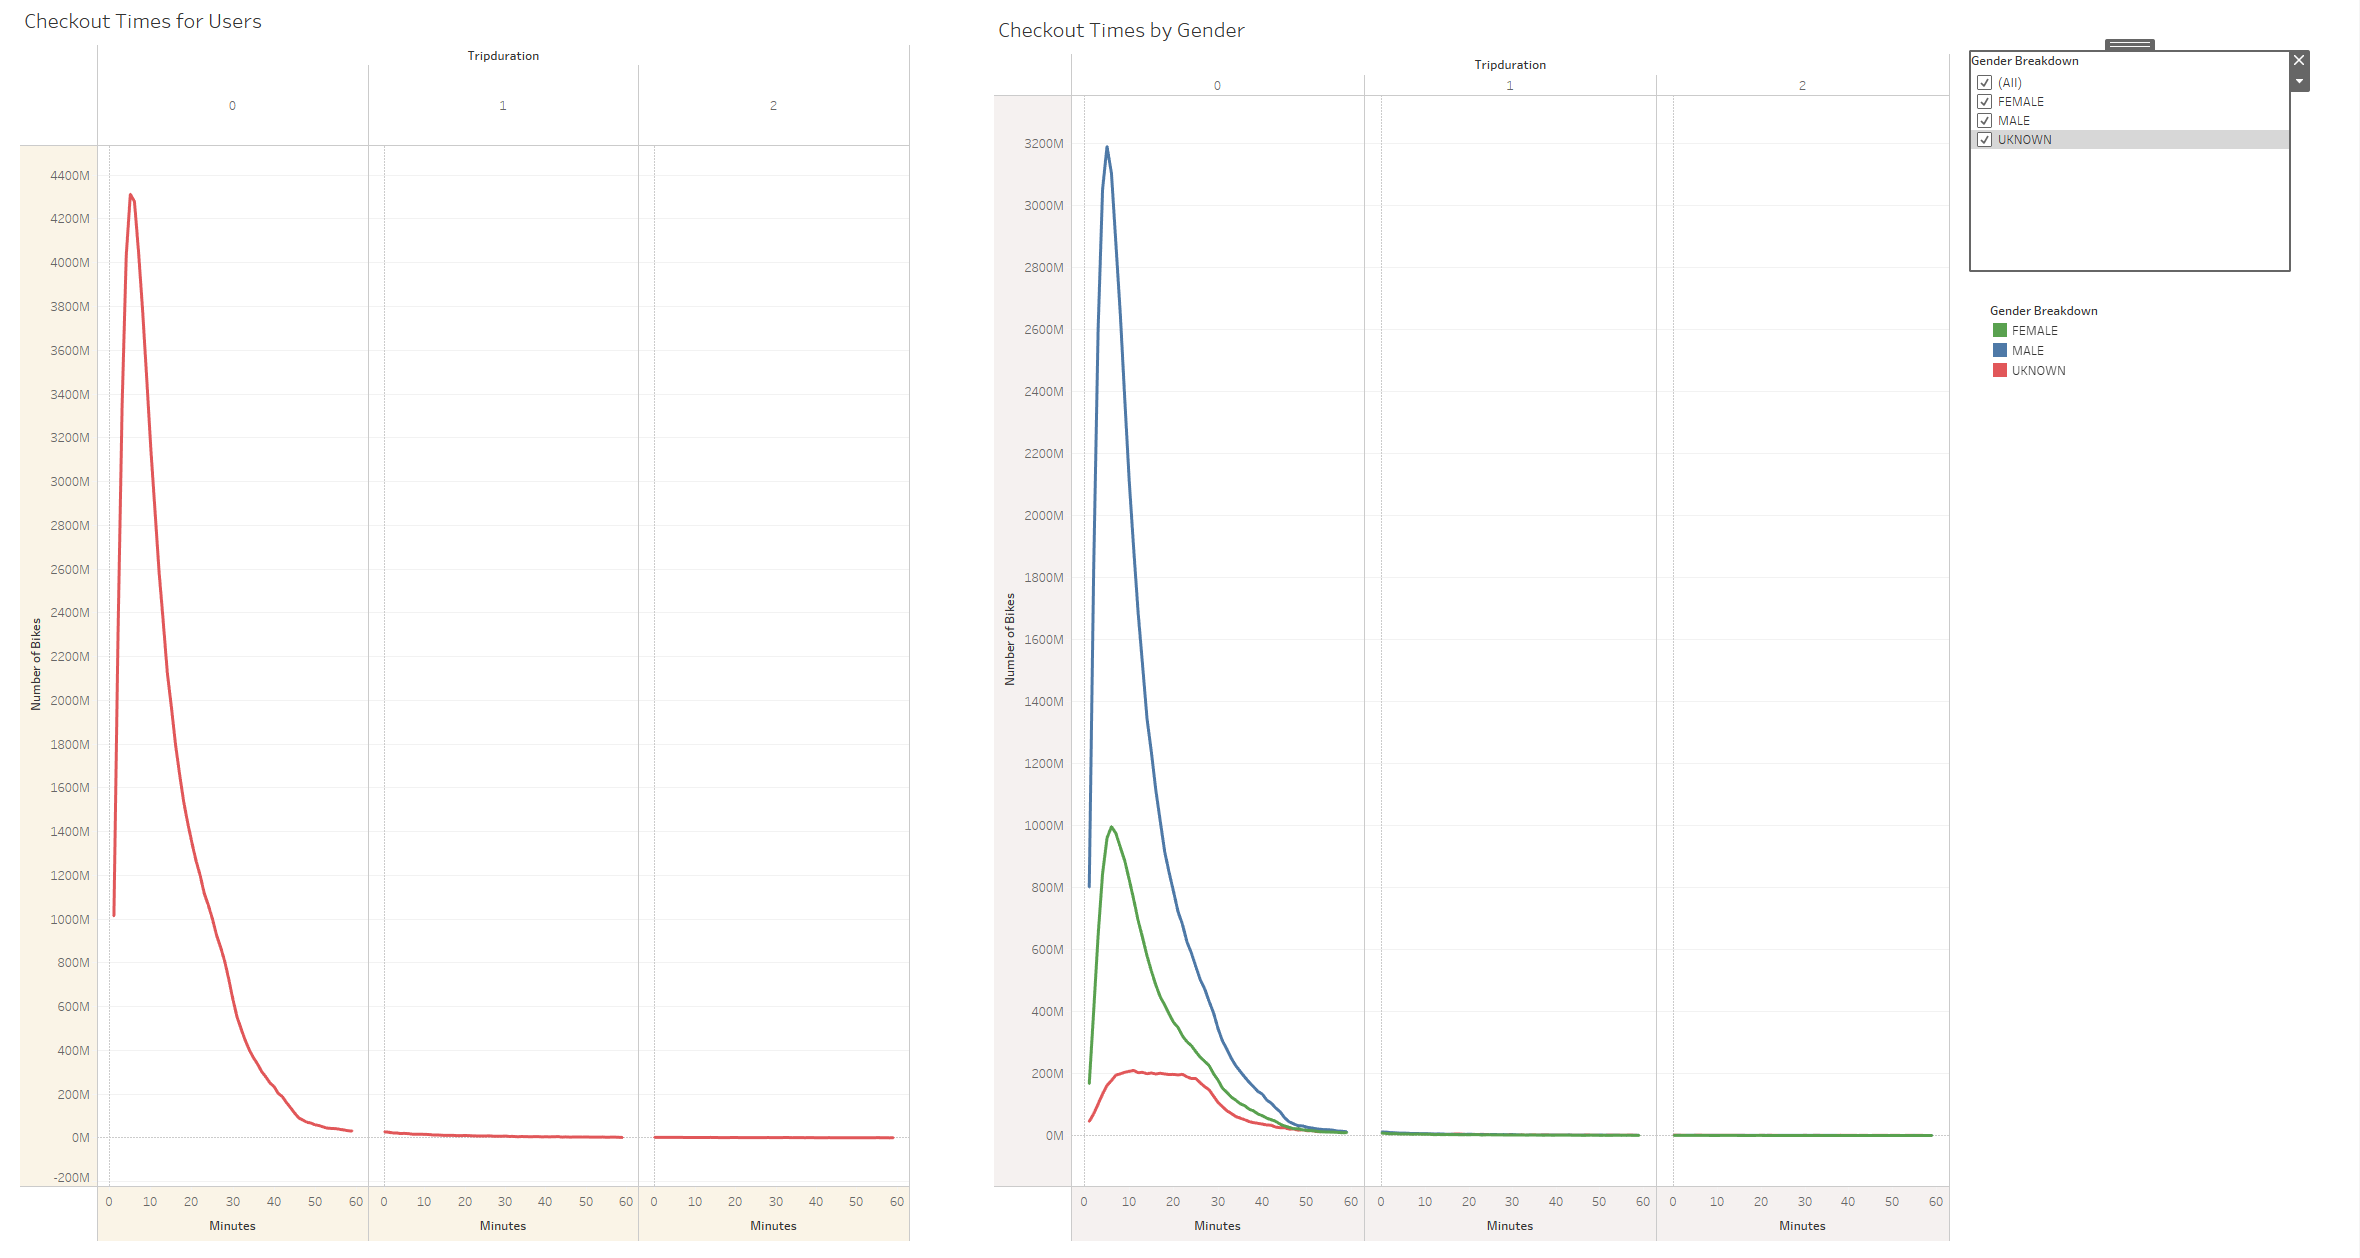 Checkout Times for Users
Tripduration
0 1 2
4400M
4200M
4000M
3800M
3600M
3400M
3200M
3000M
2800M
2600M
2400M
2200M
2000M
1800M
1600M
1400M
1200M
1000M
800M
600M
400M
200M
0M
-200M
Number of Bikes
0 10 20 30 40 50 60 0 10 20 30 40 50 60 0 10 20 30 40 50 60
Minutes Minutes Minutes
Checkout Times by Gender
Tripduration
0 1 2
3200M
3000M
2800M
2600M
2400M
2200M
2000M
1800M
1600M
1400M
1200M
1000M
800M
600M
400M
200M
0M
Number of Bikes
0 10 20 30 40 50 60 0 10 20 30 40 50 60 0 10 20 30 40 50 60
Minutes Minutes Minutes
Gender Breakdown
(All)
FEMALE
MALE
UKNOWN
Gender Breakdown
FEMALE
MALE
UKNOWN